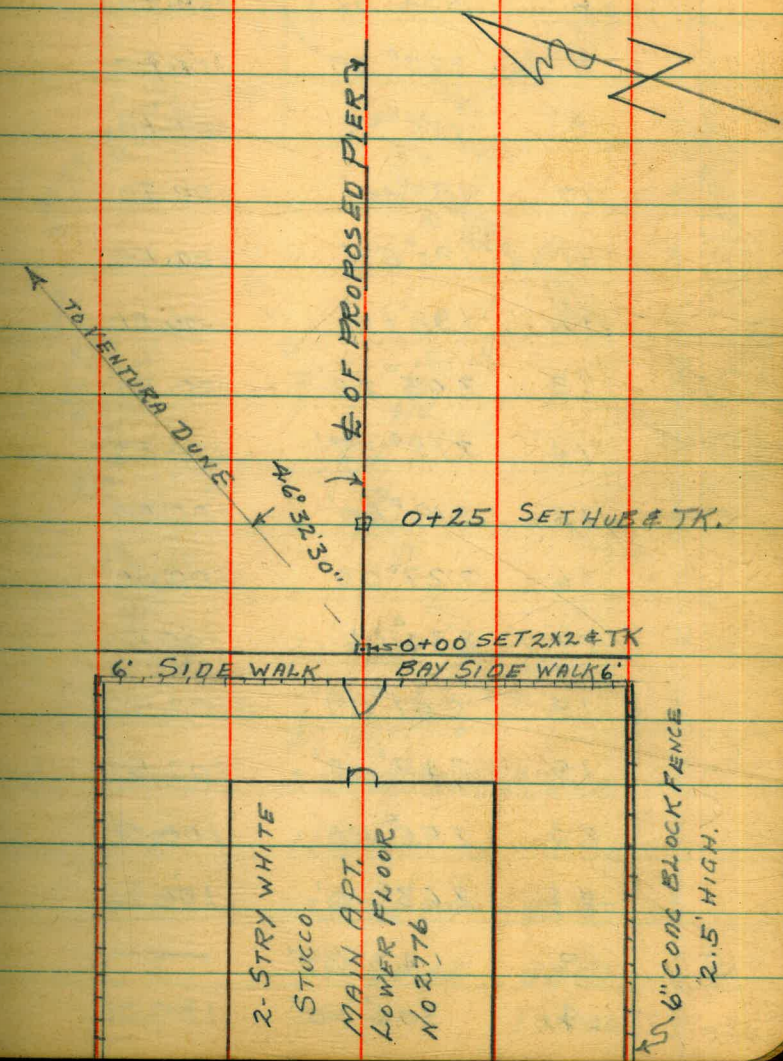 N
℄ OF PROPOSED PIER
TO VENTURA DUNE
46°32'30"
0+25 SET HUB & TK.
0+00 SET 2X2 & TK
6' SIDE WALK
BAY SIDE WALK 6'
2-STRY WHITE
STUCCO
MAIN APT.
LOWER FLOOR
NO 2776
6" CONC BLOCK FENCE
2.5' HIGH.